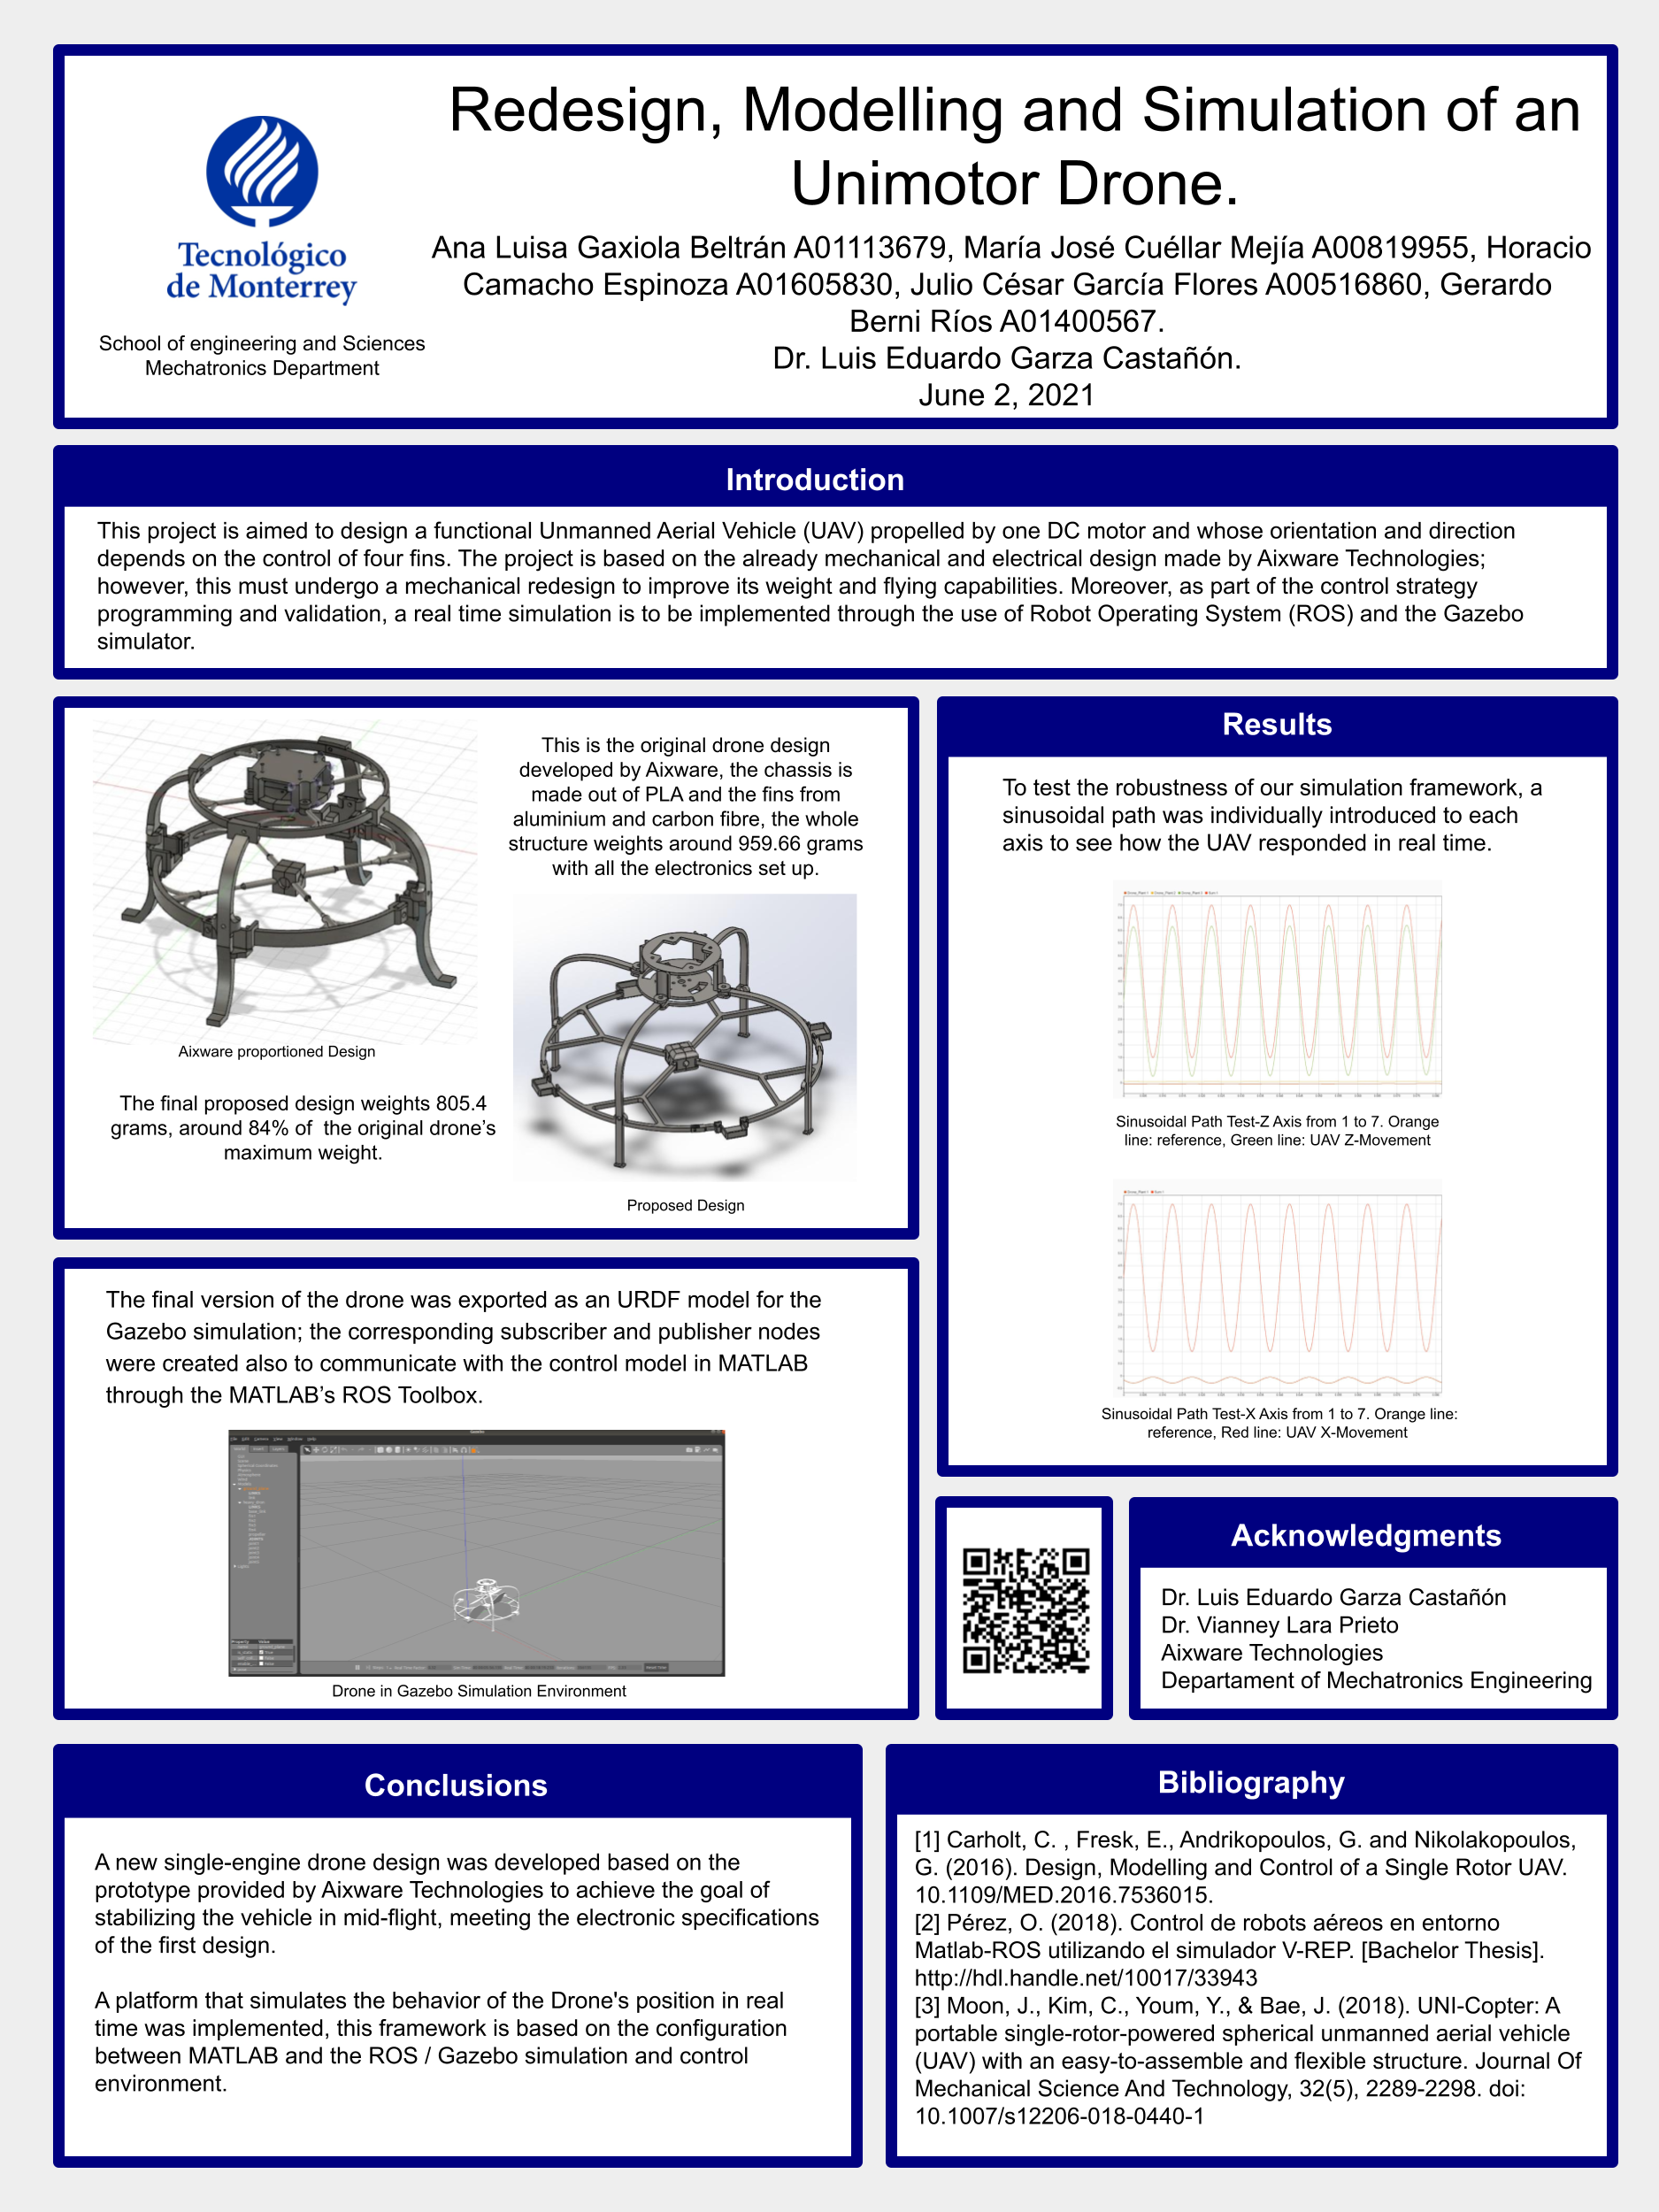 Redesign, Modelling and Simulation of an
Unimotor Drone.
Tecnológico
de Monterrey
School of engineering and Sciences
Mechatronics Department
Ana Luisa Gaxiola Beltrán A01113679, María José Cuéllar Mejía A00819955, Horacio
Camacho Espinoza A01605830, Julio César García Flores A00516860, Gerardo
Berni Ríos A01400567.
Dr. Luis Eduardo Garza Castañón.
June 2, 2021
Introduction
This project is aimed to design a functional Unmanned Aerial Vehicle (UAV) propelled by one DC motor and whose orientation and direction
depends on the control of four fins. The project is based on the already mechanical and electrical design made by Aixware Technologies;
however, this must undergo a mechanical redesign to improve its weight and flying capabilities. Moreover, as part of the control strategy
programming and validation, a real time simulation is to be implemented through the use of Robot Operating System (ROS) and the Gazebo
simulator.
This is the original drone design
developed by Aixware, the chassis is
made out of PLA and the fins from
aluminium and carbon fibre, the whole
structure weights around 959.66 grams
with all the electronics set up.
Aixware proportioned Design
The final proposed design weights 805.4
grams, around 84% of  the original drone's
maximum weight.
Proposed Design
The final version of the drone was exported as an URDF model for the
Gazebo simulation; the corresponding subscriber and publisher nodes
were created also to communicate with the control model in MATLAB
through the MATLAB's ROS Toolbox.
Drone in Gazebo Simulation Environment
Results
To test the robustness of our simulation framework, a
sinusoidal path was individually introduced to each
axis to see how the UAV responded in real time.
Sinusoidal Path Test-Z Axis from 1 to 7. Orange
line: reference, Green line: UAV Z-Movement
Sinusoidal Path Test-X Axis from 1 to 7. Orange line:
reference, Red line: UAV X-Movement
Acknowledgments
Dr. Luis Eduardo Garza Castañón
Dr. Vianney Lara Prieto
Aixware Technologies
Departament of Mechatronics Engineering
Conclusions
A new single-engine drone design was developed based on the
prototype provided by Aixware Technologies to achieve the goal of
stabilizing the vehicle in mid-flight, meeting the electronic specifications
of the first design.
A platform that simulates the behavior of the Drone's position in real
time was implemented, this framework is based on the configuration
between MATLAB and the ROS / Gazebo simulation and control
environment.
Bibliography
[1] Carholt, C. , Fresk, E., Andrikopoulos, G. and Nikolakopoulos,
G. (2016). Design, Modelling and Control of a Single Rotor UAV.
10.1109/MED.2016.7536015.
[2] Pérez, O. (2018). Control de robots aéreos en entorno
Matlab-ROS utilizando el simulador V-REP. [Bachelor Thesis].
http://hdl.handle.net/10017/33943
[3] Moon, J., Kim, C., Youm, Y., & Bae, J. (2018). UNI-Copter: A
portable single-rotor-powered spherical unmanned aerial vehicle
(UAV) with an easy-to-assemble and flexible structure. Journal Of
Mechanical Science And Technology, 32(5), 2289-2298. doi:
10.1007/s12206-018-0440-1